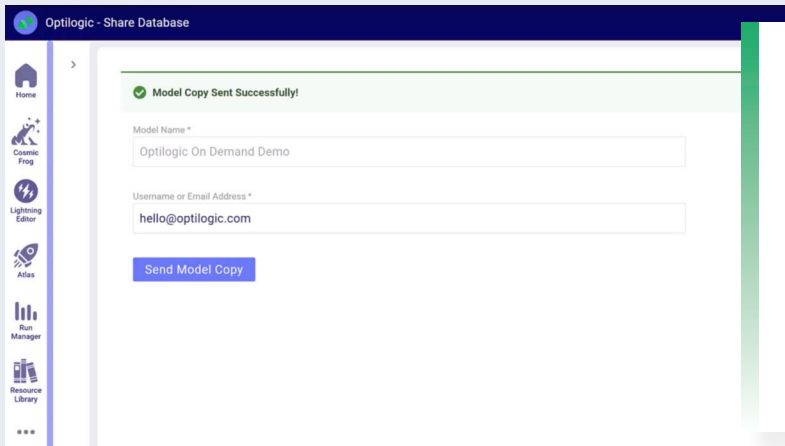 Optilogic - Share Database
Home
Cosmic
Frog
Lightning
Editor
Atlas
Run
Manager
Resource
Library
Model Copy Sent Successfully!
Model Name *
Optilogic On Demand Demo
Username or Email Address *
hello@optilogic.com
Send Model Copy